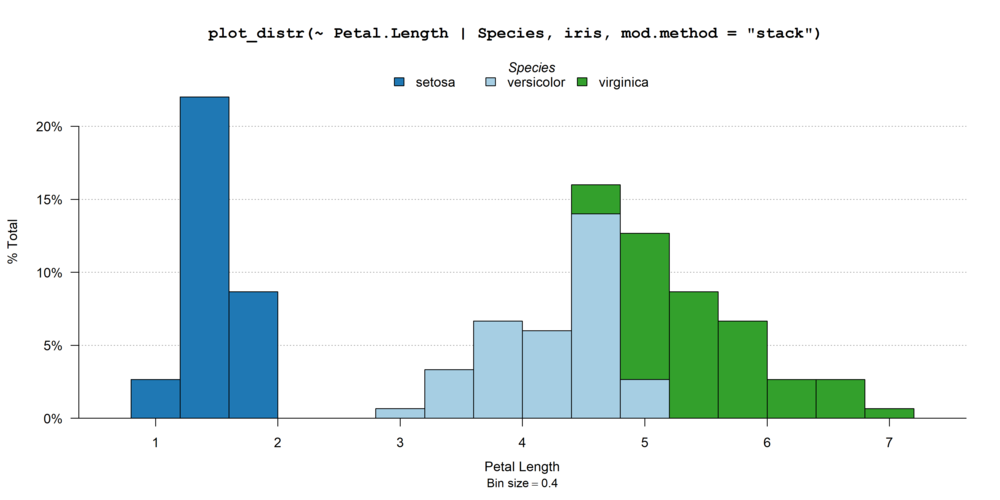 plot_distr(~ Petal.Length | Species, iris, mod.method = "stack")
Species
setosa versicolor virginica
% Total
20%
15%
10%
5%
0%
1 2 3 4 5 6 7
Petal Length
Bin size = 0.4